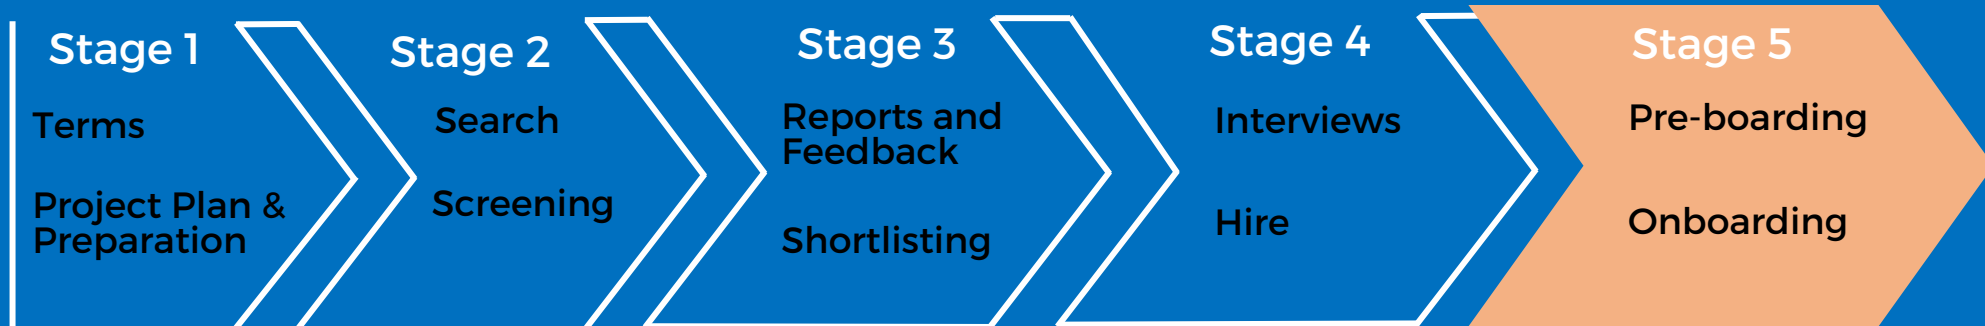 Stage 1
Terms
Project Plan &
Preparation
Stage 2
Search
Screening
Stage 3
Reports and
Feedback
Shortlisting
Stage 4
Interviews
Hire
Stage 5
Pre-boarding
Onboarding